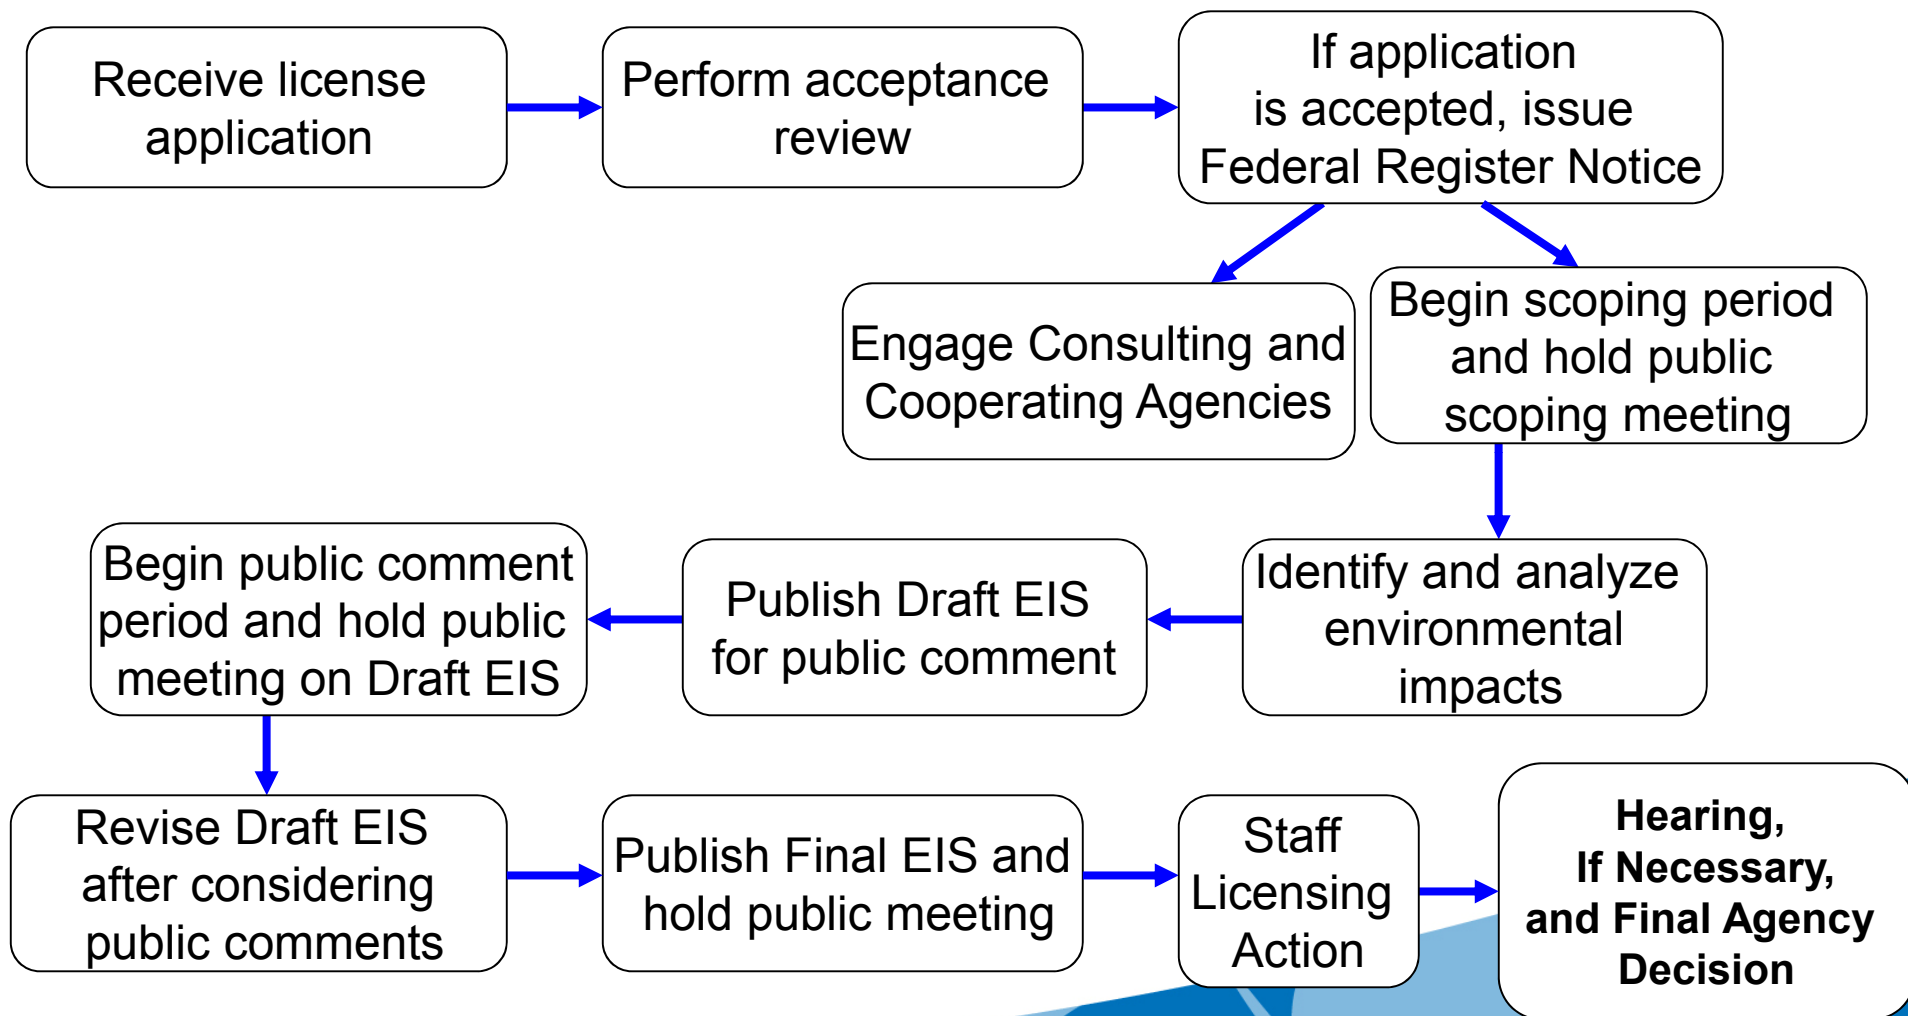 Receive license
application
Perform acceptance
review
If application
is accepted, issue
Federal Register Notice
Engage Consulting and
Cooperating Agencies
Begin scoping period
and hold public
scoping meeting
Identify and analyze
environmental
impacts
Publish Draft EIS
for public comment
Begin public comment
period and hold public
meeting on Draft EIS
Revise Draft EIS
after considering
public comments
Publish Final EIS and
hold public meeting
Staff
Licensing
Action
Hearing,
If Necessary,
and Final Agency
Decision